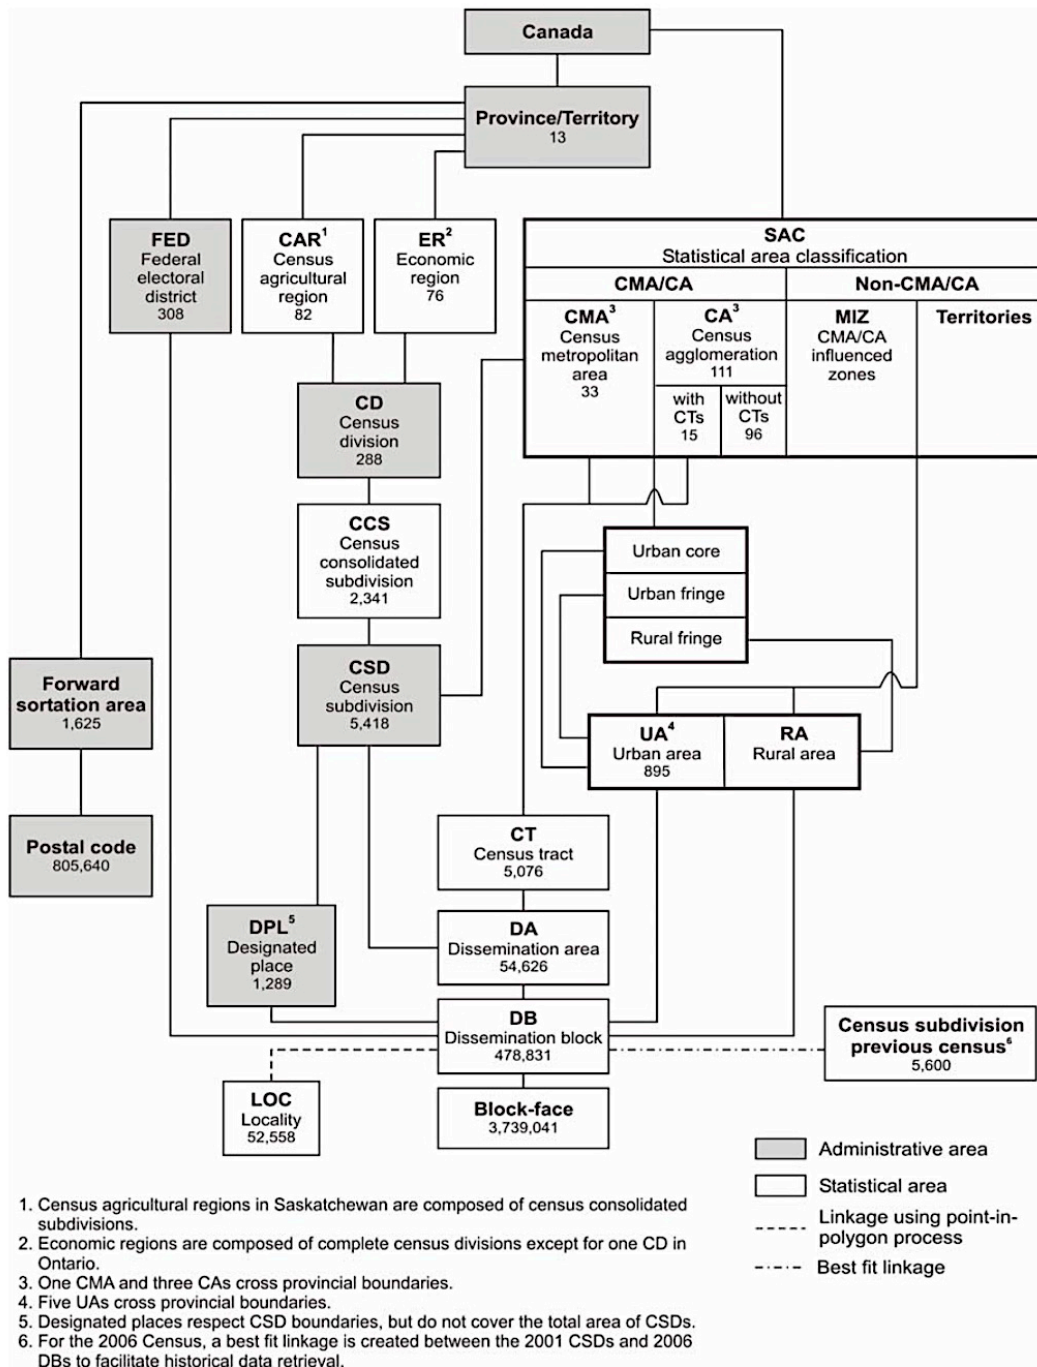 Canada
Province/Territory
13
FED
Federal
electoral
district
308
CAR1
Census
agricultural
region
82
ER2
Economic
region
76
SAC
Statistical area classification
CMA/CA
Non-CMA/CA
CMA3
Census
metropolitan
area
33
CA3
Census
agglomeration
111
with
CTs
15
without
CTs
96
MIZ
CMA/CA
influenced
zones
Territories
CD
Census
division
288
CCS
Census
consolidated
subdivision
2,341
Urban core
Urban fringe
Rural fringe
CSD
Census
subdivision
5,418
Forward
sortation area
1,625
UA4
Urban area
895
RA
Rural area
Postal code
805,640
CT
Census tract
5,076
DPL5
Designated
place
1,289
DA
Dissemination area
54,626
DB
Dissemination block
478,831
Census subdivision
previous census6
5,600
LOC
Locality
52,558
Block-face
3,739,041
Administrative area
Statistical area
Linkage using point-in-
polygon process
Best fit linkage
1. Census agricultural regions in Saskatchewan are composed of census consolidated
subdivisions.
2. Economic regions are composed of complete census divisions except for one CD in
Ontario.
3. One CMA and three CAs cross provincial boundaries.
4. Five UAs cross provincial boundaries.
5. Designated places respect CSD boundaries, but do not cover the total area of CSDs.
6. For the 2006 Census, a best fit linkage is created between the 2001 CSDs and 2006
DBs to facilitate historical data retrieval.